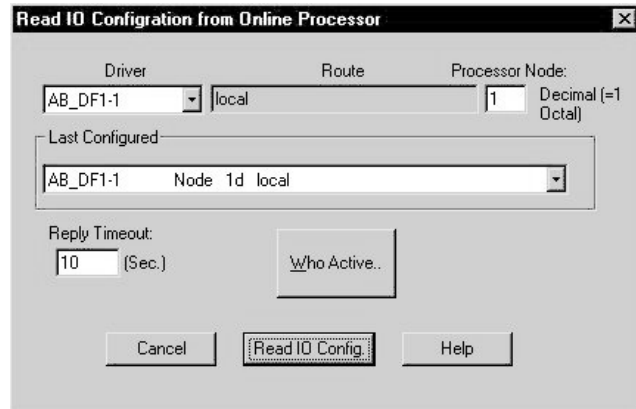 Read IO Configration from Online Processor
Driver Route Processor Node:
AB_DF1-1 local 1 Decimal (=1 Octal)
Last Configured
AB_DF1-1 Node 1d local
Reply Timeout:
10 (Sec.) Who Active..
Cancel Read IO Config. Help